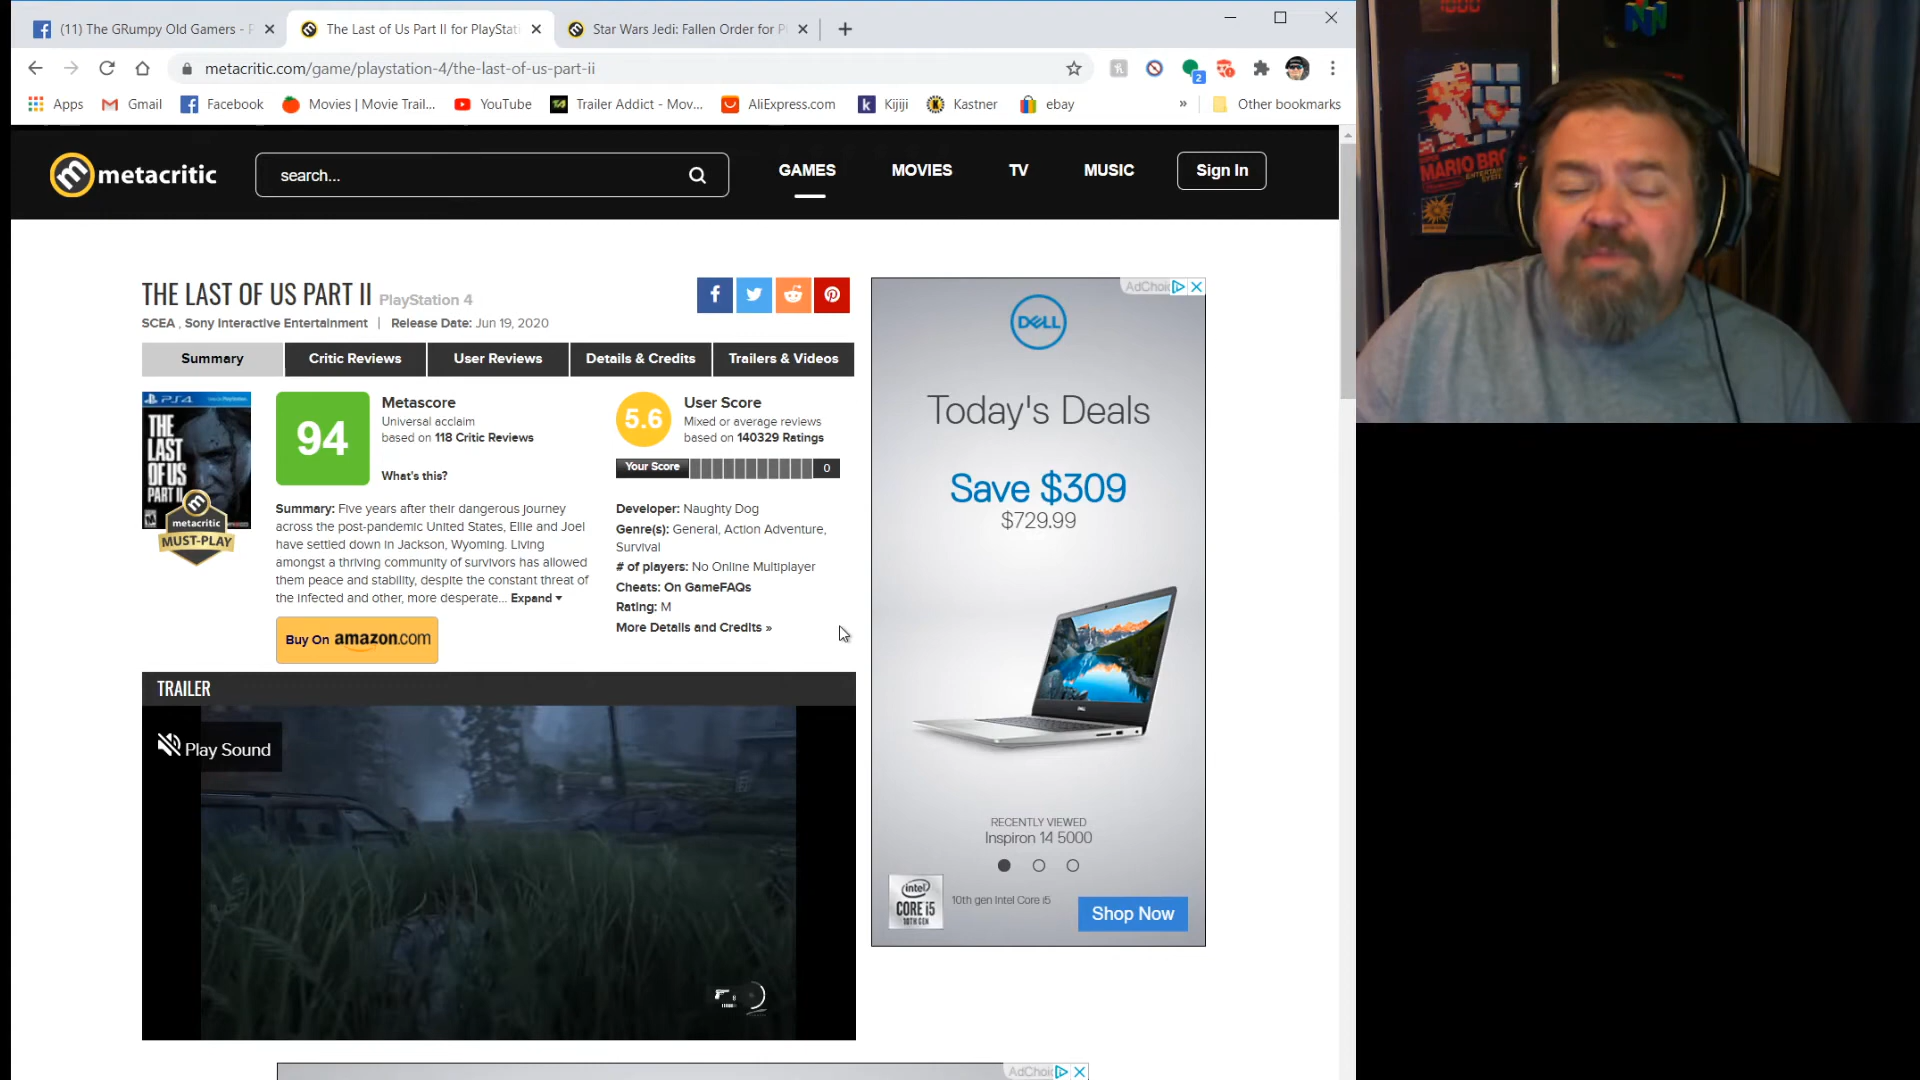 (11) The GRumpy Old Gamers - F
The Last of Us Part II for PlayStati
Star Wars Jedi: Fallen Order for Pl
metacritic.com/game/playstation-4/the-last-of-us-part-ii
2
Apps
Gmail
Facebook
Movies | Movie Trail...
YouTube
Trailer Addict - Mov...
AliExpress.com
Kijiji
Kastner
ebay
»
Other bookmarks
metacritic
search...
GAMES
MOVIES
TV
MUSIC
Sign In
MARIO BRO
THE LAST OF US PART II PlayStation 4
SCEA , Sony Interactive Entertainment | Release Date: Jun 19, 2020
AdChoic
Summary
Critic Reviews
User Reviews
Details & Credits
Trailers & Videos
PS4
THE
LAST
OF US
PART II
metacritic
MUST-PLAY
94
Metascore
Universal acclaim
based on 118 Critic Reviews
What's this?
5.6
User Score
Mixed or average reviews
based on 140329 Ratings
Your Score
0
Summary: Five years after their dangerous journey
across the post-pandemic United States, Ellie and Joel
have settled down in Jackson, Wyoming. Living
amongst a thriving community of survivors has allowed
them peace and stability, despite the constant threat of
the infected and other, more desperate... Expand
Developer: Naughty Dog
Genre(s): General, Action Adventure,
Survival
# of players: No Online Multiplayer
Cheats: On GameFAQs
Rating: M
More Details and Credits »
Buy On amazon.com
TRAILER
Play Sound
DELL
Today's Deals
Save $309
$729.99
RECENTLY VIEWED
Inspiron 14 5000
intel
CORE i5
10TH GEN
10th gen Intel Core i5
Shop Now
AdChoic